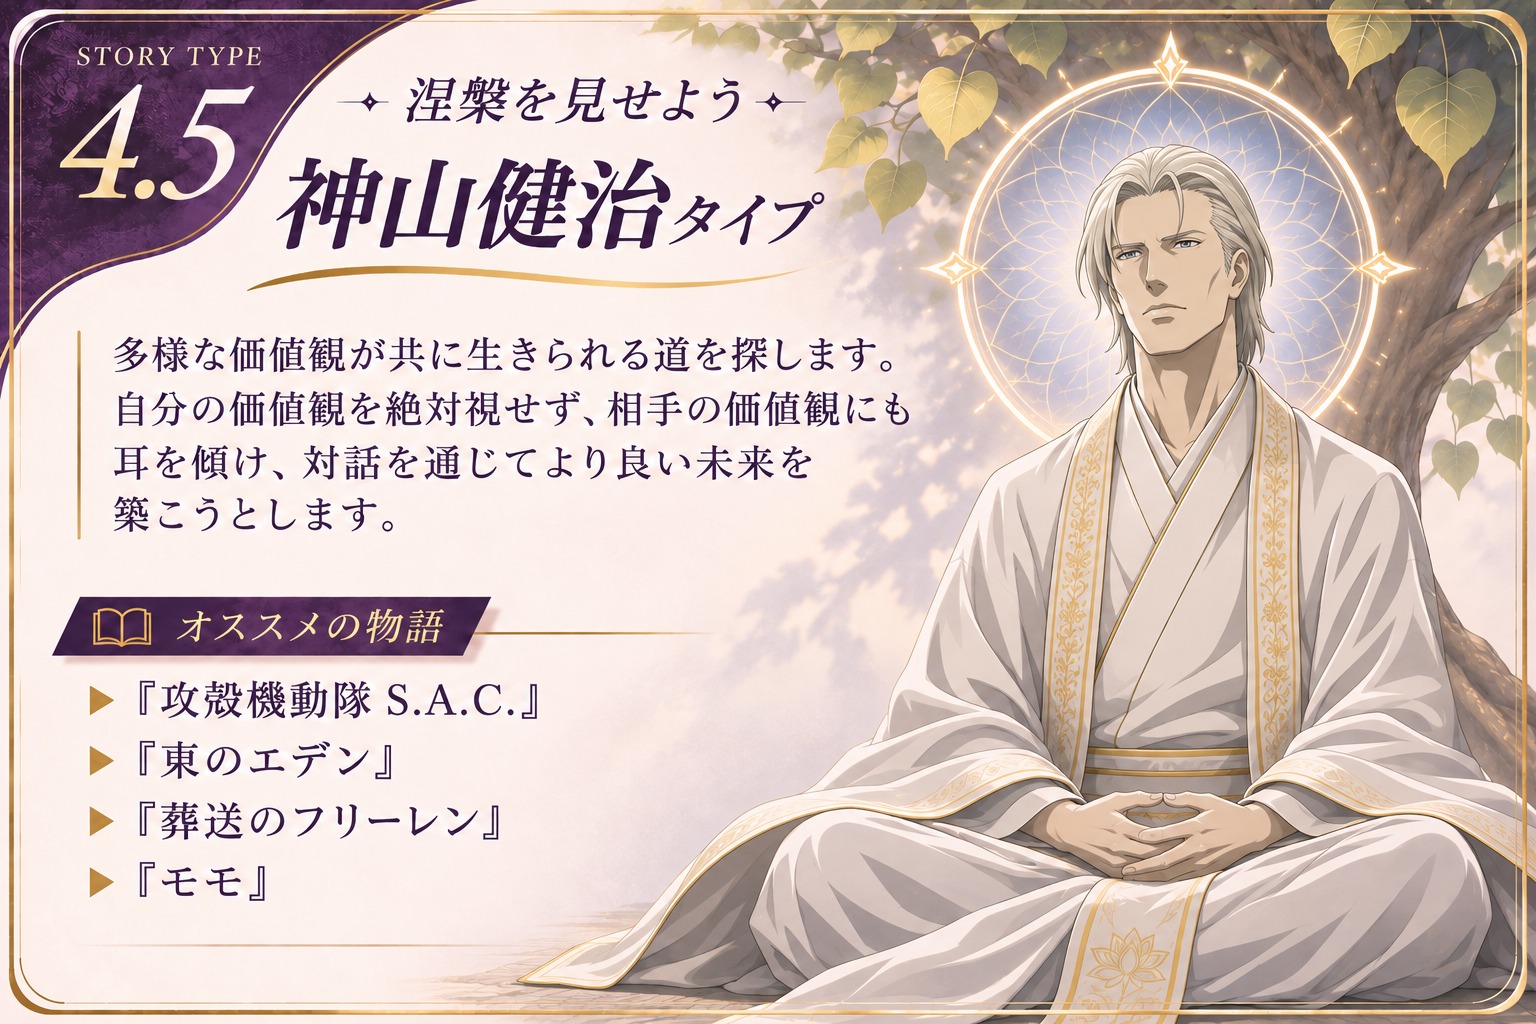 STORY TYPE
4.5
涅槃を見せよう
神山健治タイプ
多様な価値観が共に生きられる道を探します。
自分の価値観を絶対視せず、相手の価値観にも
耳を傾け、対話を通じてより良い未来を
築こうとします。
オススメの物語
▶『攻殻機動隊 S.A.C.』
▶『東のエデン』
▶『葬送のフリーレン』
▶『モモ』